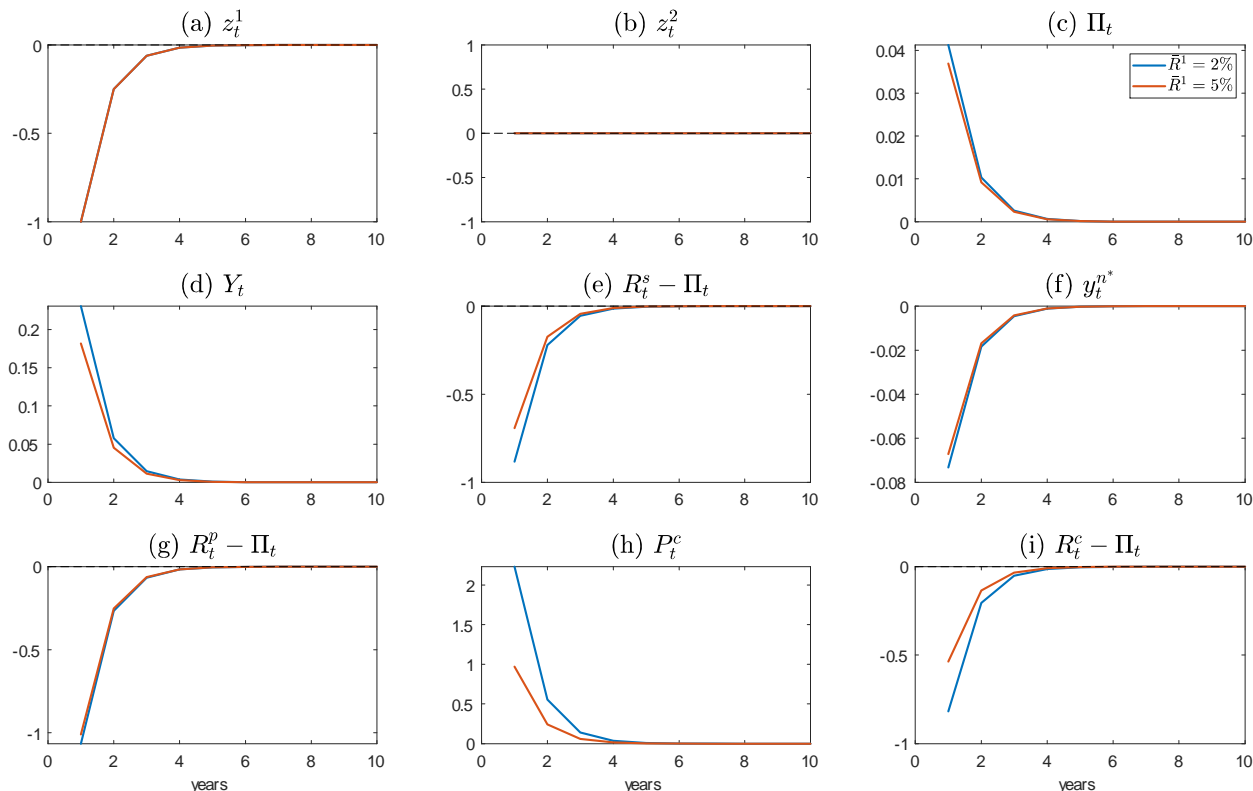 (a) $z_t^1$
(b) $z_t^2$
(c) $\Pi_t$
0
-0.5
-1
0 2 4 6 8 10
1
0.5
0
-0.5
-1
0 2 4 6 8 10
0.04
0.03
0.02
0.01
0
0 2 4 6 8 10
$\bar{R}^1 = 2\%$
$\bar{R}^1 = 5\%$
(d) $Y_t$
(e) $R_t^s - \Pi_t$
(f) $y_t^{n^*}$
0.2
0.15
0.1
0.05
0
0 2 4 6 8 10
0
-0.5
-1
0 2 4 6 8 10
0
-0.02
-0.04
-0.06
-0.08
0 2 4 6 8 10
(g) $R_t^p - \Pi_t$
(h) $P_t^c$
(i) $R_t^c - \Pi_t$
0
-0.5
-1
0 2 4 6 8 10
years
2
1.5
1
0.5
0
0 2 4 6 8 10
years
0
-0.5
-1
0 2 4 6 8 10
years